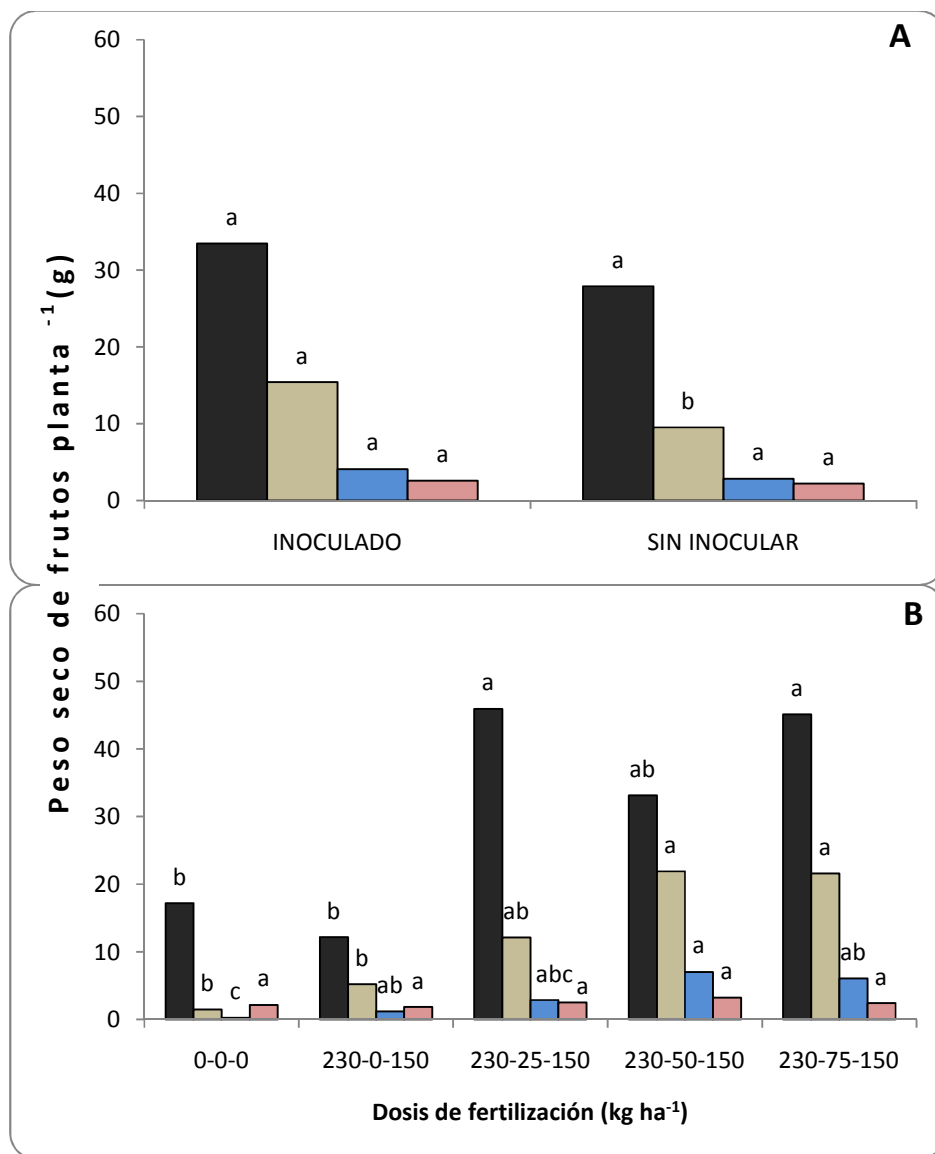 Peso seco de frutos planta ⁻¹ (g)
A
60
50
40
30
20
10
0
a
a
a
a
a
b
a
a
INOCULADO
SIN INOCULAR
B
60
50
40
30
20
10
0
b
b
c
a
b
b
ab
a
a
ab
abc
a
ab
a
a
a
a
a
ab
a
0-0-0
230-0-150
230-25-150
230-50-150
230-75-150
Dosis de fertilización (kg ha⁻¹)